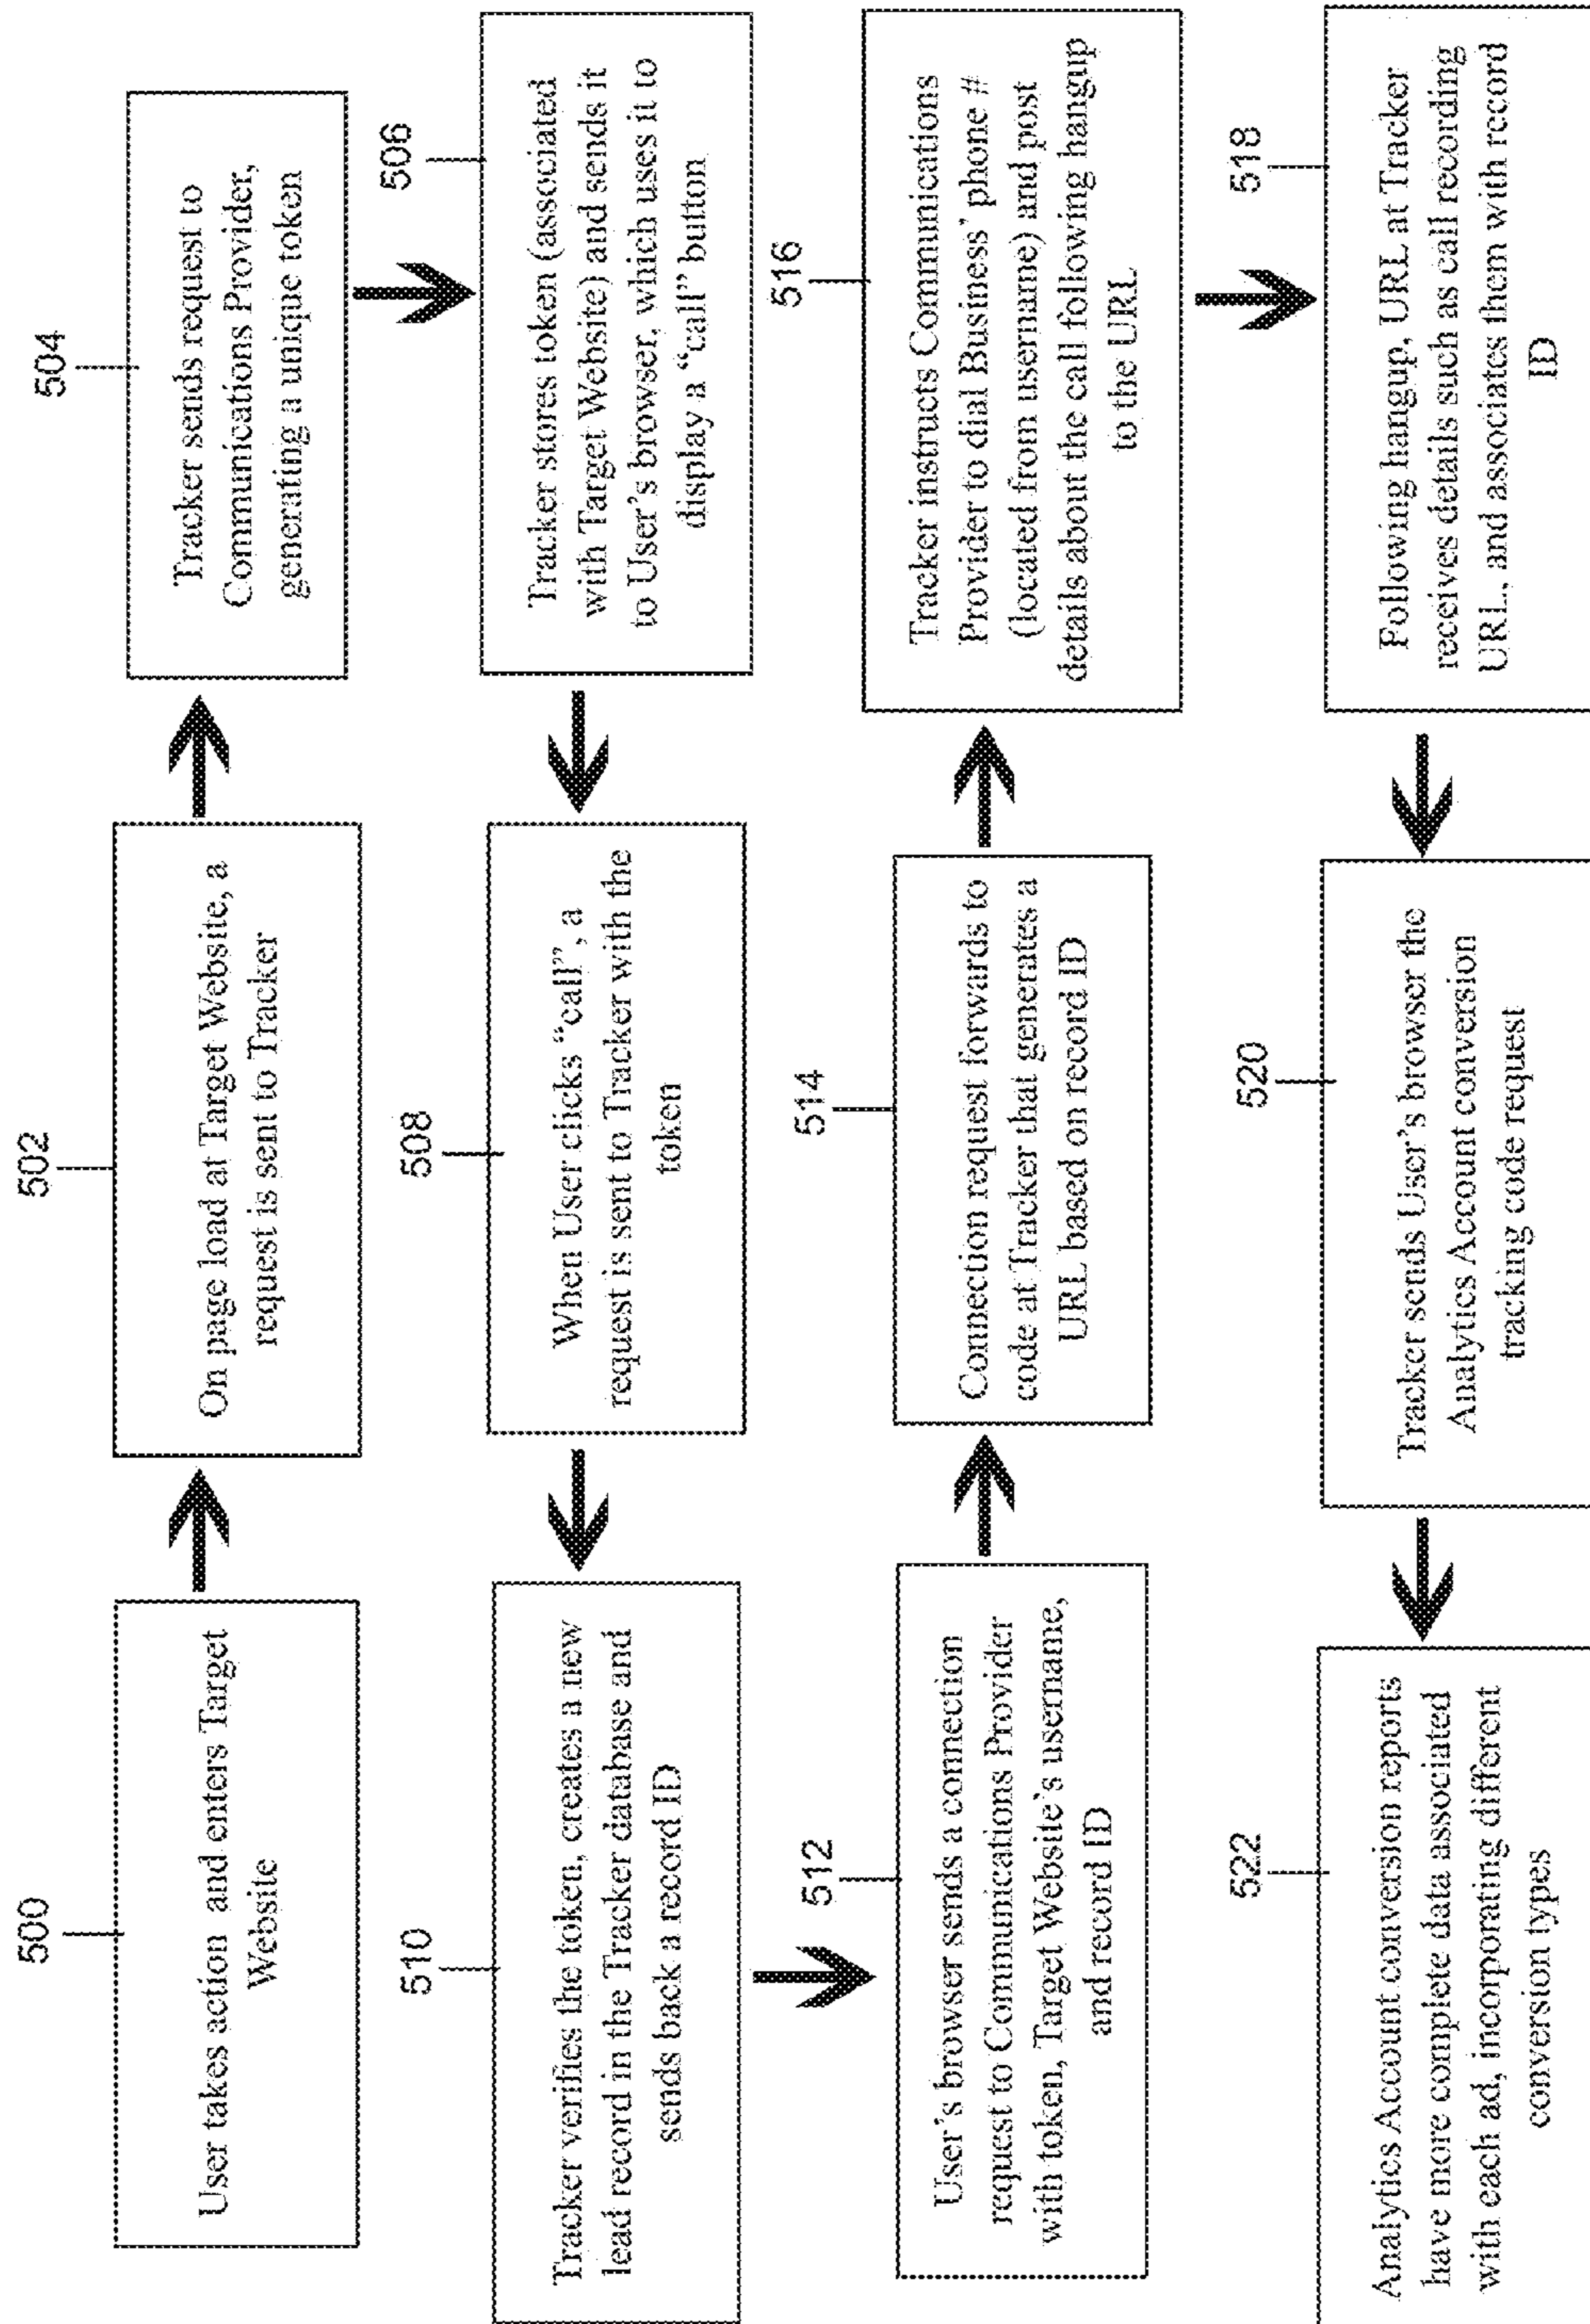 500
User takes action and enters Target
Website
502
On page load at Target Website, a
request is sent to Tracker
504
Tracker sends request to
Communications Provider,
generating a unique token
506
Tracker stores token (associated
with Target Website) and sends it
to User's browser, which uses it to
display a “call” button
508
When User clicks “call”, a
request is sent to Tracker with the
token
510
Tracker verifies the token, creates a new
lead record in the Tracker database and
sends back a record ID
512
User's browser sends a connection
request to Communications Provider
with token, Target Website's username,
and record ID
514
Connection request forwards to
code at Tracker that generates a
URL based on record ID
516
Tracker instructs Communications
Provider to dial Business' phone #
(located from username) and post
details about the call following hangup
to the URL
518
Following hangup, URL at Tracker
receives details such as call recording
URL, and associates them with record
ID
520
Tracker sends User's browser the
Analytics Account conversion
tracking code request
522
Analytics Account conversion reports
have more complete data associated
with each ad, incorporating different
conversion types